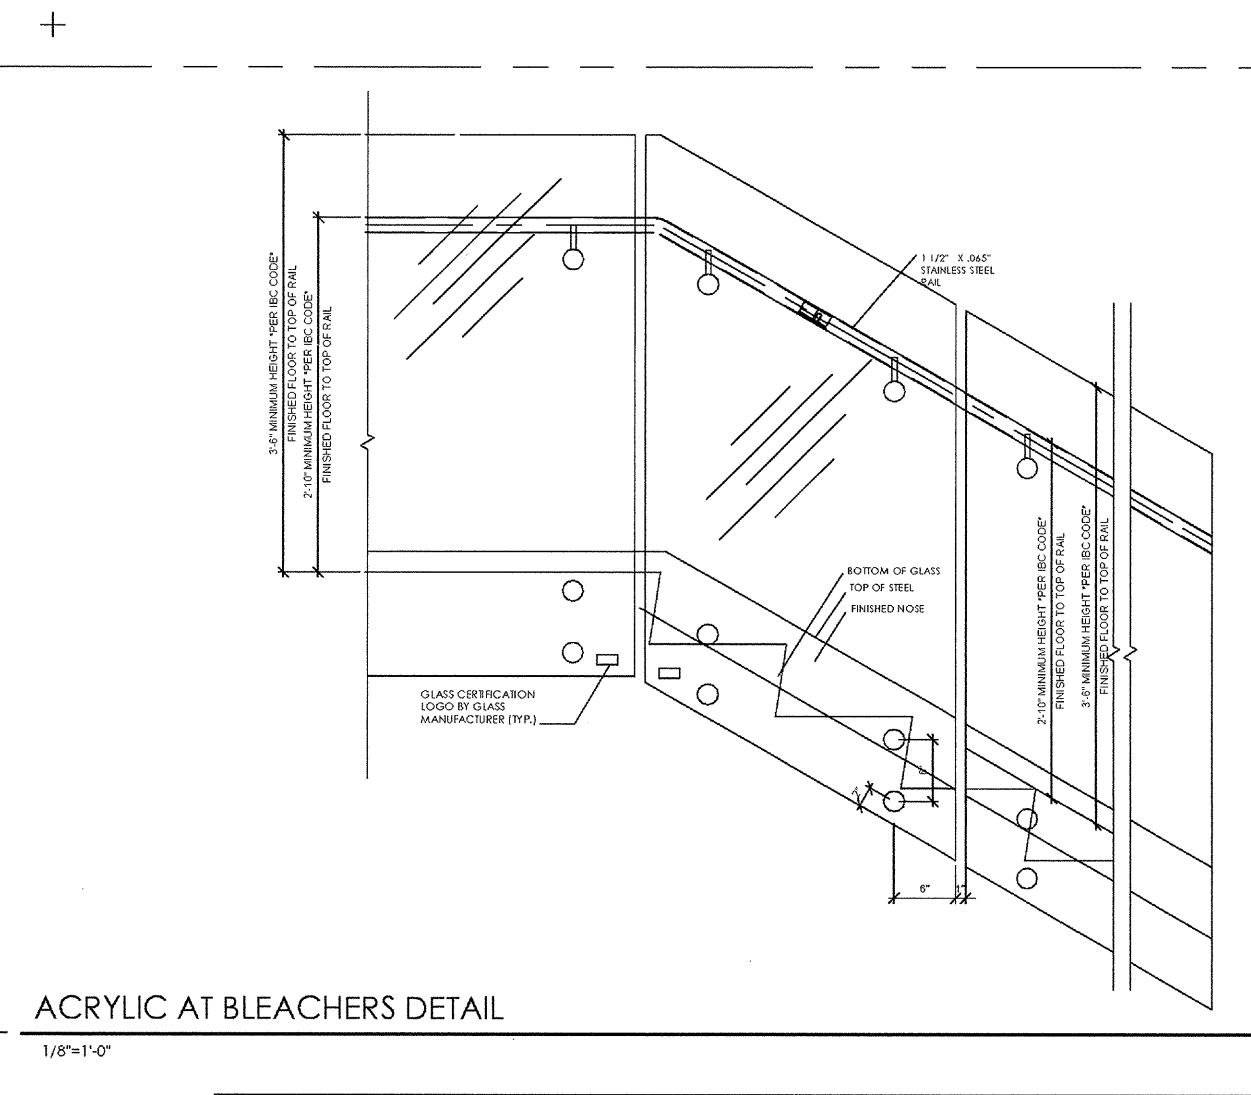 3'-6" MINIMUM HEIGHT *PER IBC CODE*
FINISHED FLOOR TO TOP OF RAIL
2'-10" MINIMUM HEIGHT *PER IBC CODE*
FINISHED FLOOR TO TOP OF RAIL
1 1/2" X .065"
STAINLESS STEEL
RAIL
BOTTOM OF GLASS
TOP OF STEEL
FINISHED NOSE
2'-10" MINIMUM HEIGHT *PER IBC CODE*
FINISHED FLOOR TO TOP OF RAIL
3'-6" MINIMUM HEIGHT *PER IBC CODE*
FINISHED FLOOR TO TOP OF RAIL
GLASS CERTIFICATION
LOGO BY GLASS
MANUFACTURER (TYP.)
6"
2"
6"
1"
ACRYLIC AT BLEACHERS DETAIL
1/8"=1'-0"